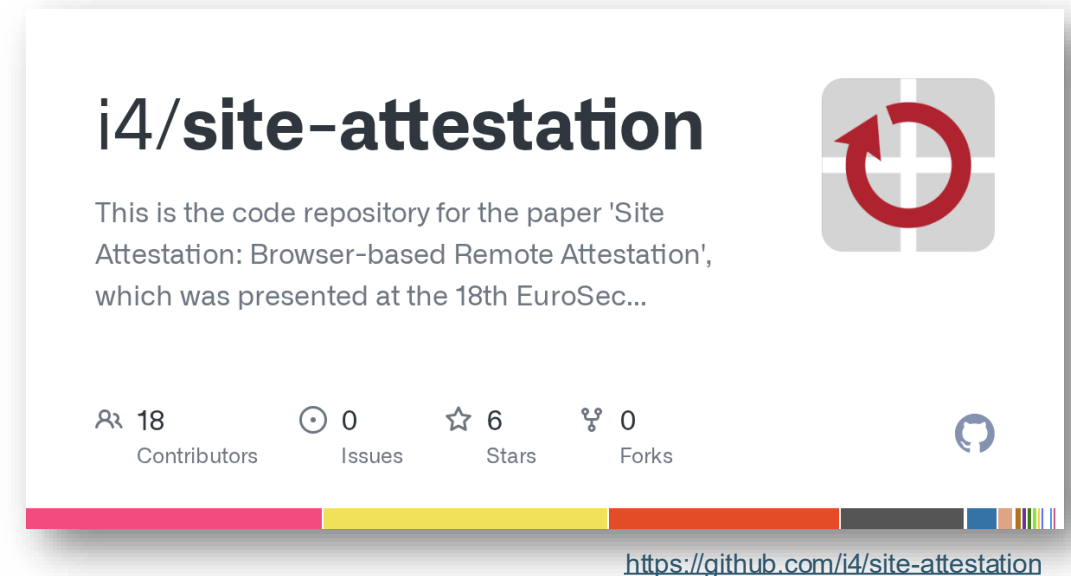 i4/site-attestation
This is the code repository for the paper 'Site
Attestation: Browser-based Remote Attestation',
which was presented at the 18th EuroSec...
18 0 6 0
Contributors Issues Stars Forks
https://github.com/i4/site-attestation